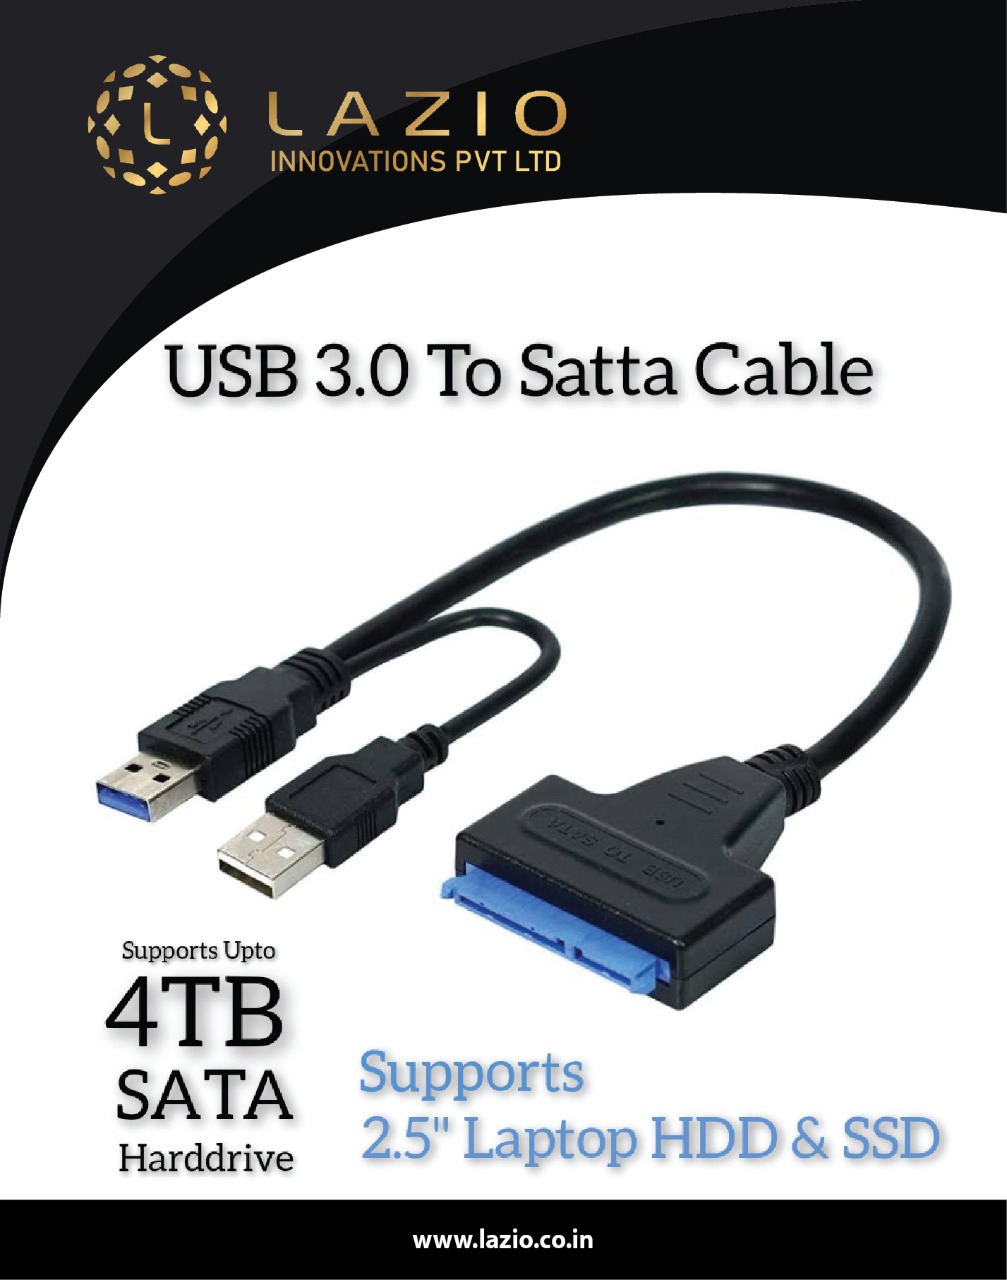 L
LAZIO
INNOVATIONS PVT LTD
USB 3.0 To Satta Cable
USB TO SATA
Supports Upto
4TB
SATA
Harddrive
Supports
2.5" Laptop HDD & SSD
www.lazio.co.in